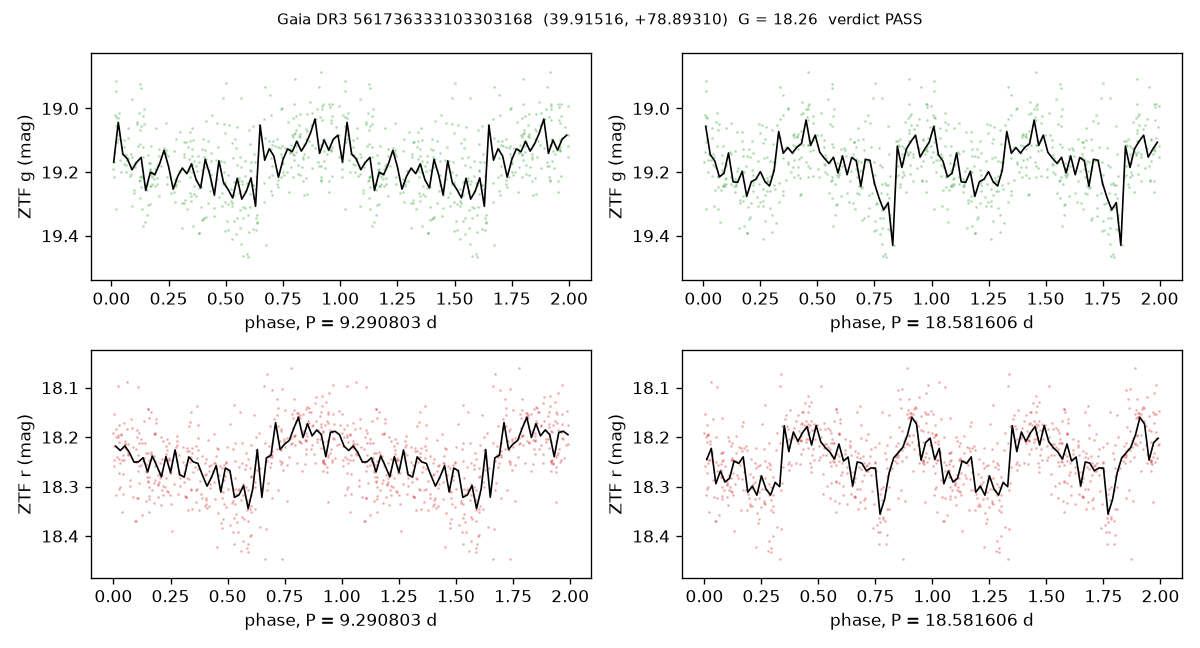 Gaia DR3 561736333103303168 (39.91516, +78.89310) G = 18.26 verdict PASS
ZTF g (mag)
19.0
19.2
19.4
0.00 0.25 0.50 0.75 1.00 1.25 1.50 1.75 2.00
phase, P = 9.290803 d
ZTF g (mag)
19.0
19.2
19.4
0.00 0.25 0.50 0.75 1.00 1.25 1.50 1.75 2.00
phase, P = 18.581606 d
ZTF r (mag)
18.1
18.2
18.3
18.4
0.00 0.25 0.50 0.75 1.00 1.25 1.50 1.75 2.00
phase, P = 9.290803 d
ZTF r (mag)
18.1
18.2
18.3
18.4
0.00 0.25 0.50 0.75 1.00 1.25 1.50 1.75 2.00
phase, P = 18.581606 d